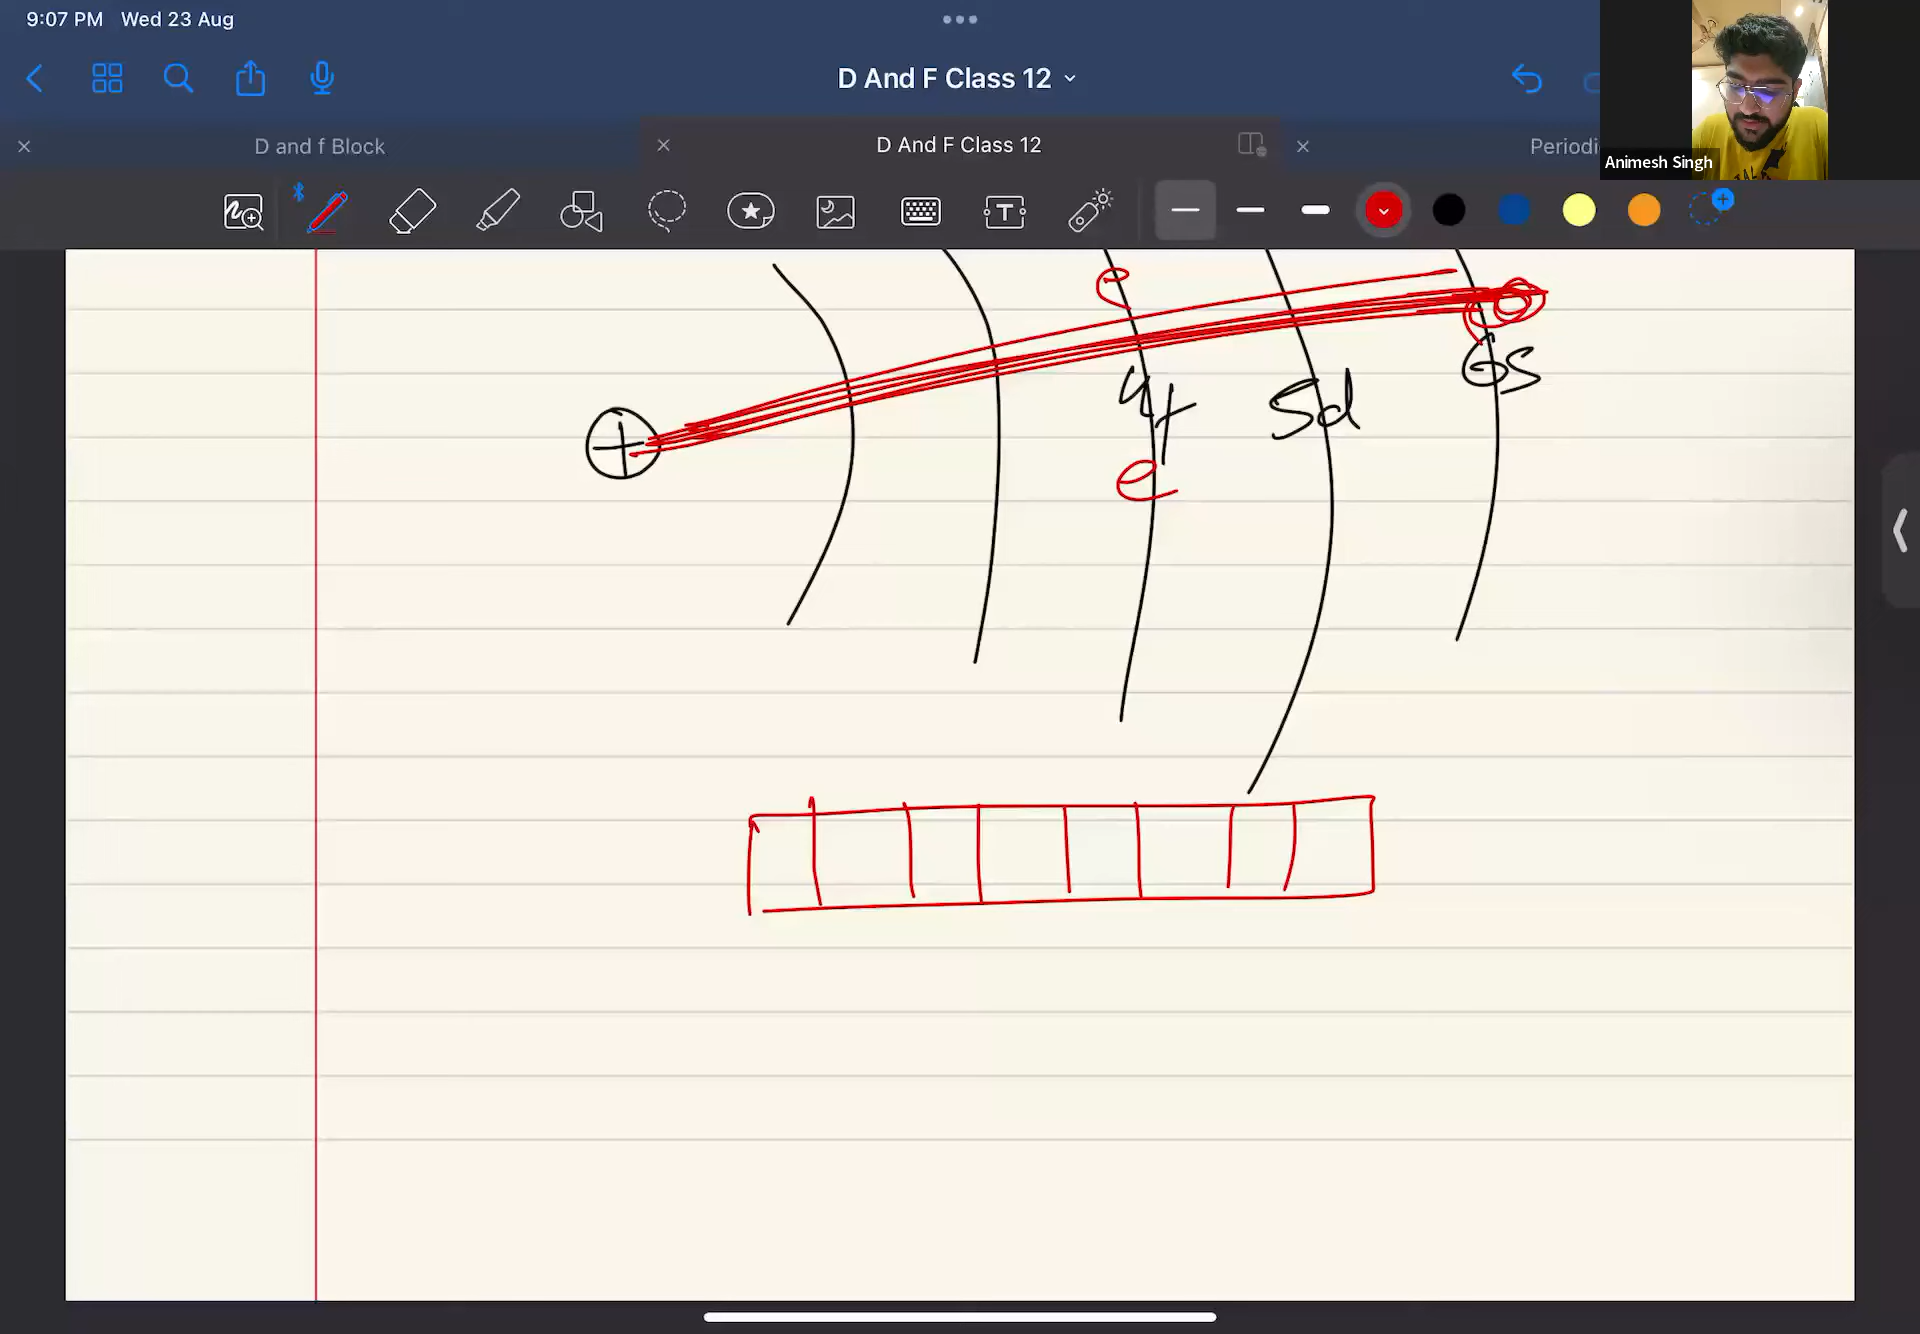 9:07 PM Wed 23 Aug
D And F Class 12
D and f Block
D And F Class 12
Periodi
Animesh Singh
T
e
6s
4f
5d
e